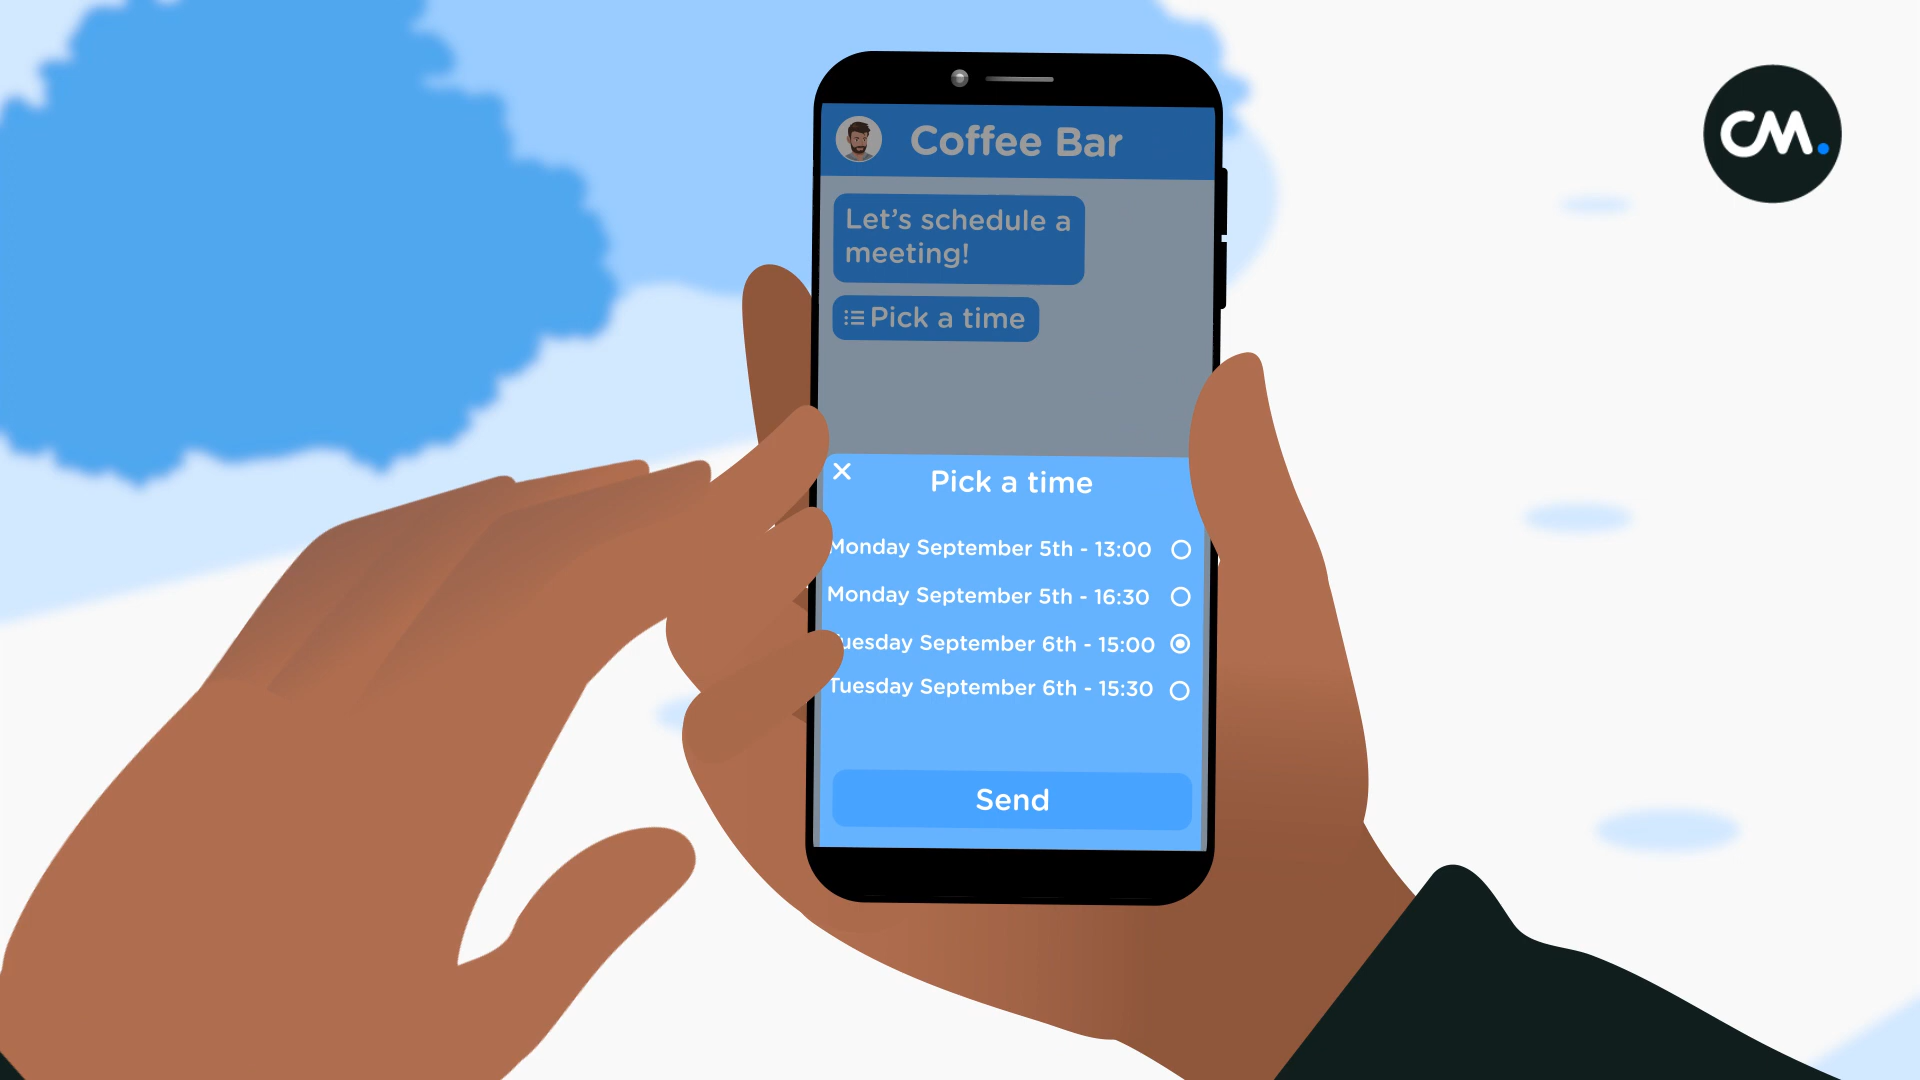 CM.
Coffee Bar
Let's schedule a
meeting!
Pick a time
Pick a time
Monday September 5th - 13:00
Monday September 5th - 16:30
uesday September 6th - 15:00
Tuesday September 6th - 15:30
Send